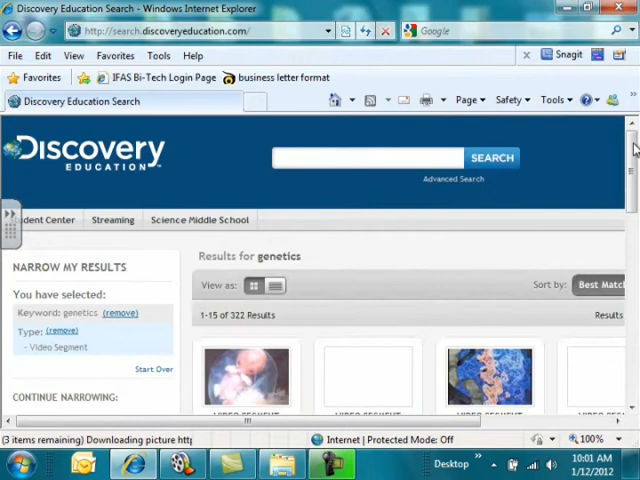 Discovery Education Search - Windows Internet Explorer
http://search.discoveryeducation.com/
Google
File Edit View Favorites Tools Help
Snagit
Favorites IFAS Bi-Tech Login Page business letter format
Discovery Education Search
Page Safety Tools
Discovery
EDUCATION
SEARCH
Advanced Search
udent Center Streaming Science Middle School
NARROW MY RESULTS
Results for genetics
View as:
Sort by: Best Matc
You have selected:
Keyword: genetics (remove)
1-15 of 322 Results
Results
Type: (remove)
- Video Segment
Start Over
CONTINUE NARROWING:
(3 items remaining) Downloading picture htt
Internet | Protected Mode: Off
100%
Desktop
10:01 AM
1/12/2012